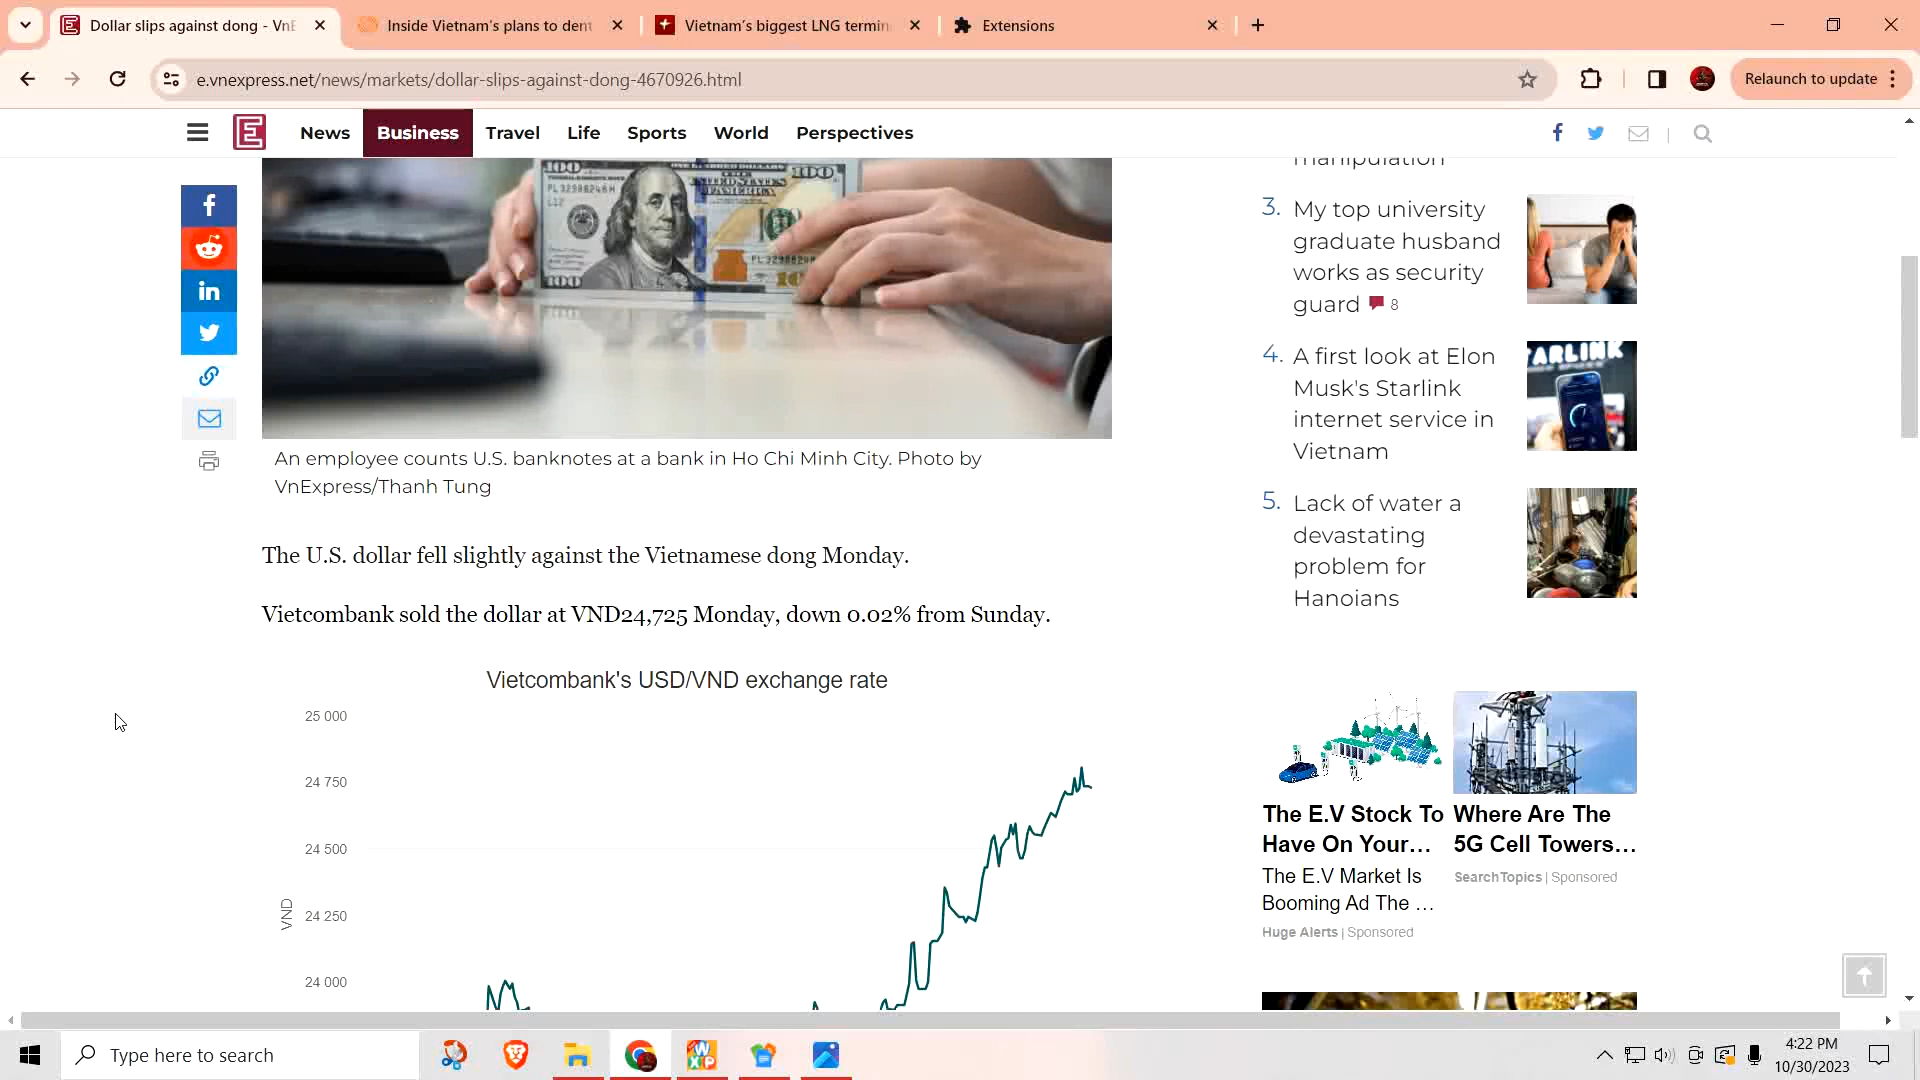 Dollar slips against dong - VnE
Inside Vietnam's plans to dent
Vietnam's biggest LNG termin
Extensions
e.vnexpress.net/news/markets/dollar-slips-against-dong-4670926.html
Relaunch to update
E
News
Business
Travel
Life
Sports
World
Perspectives
manipulation
3. My top university
graduate husband
works as security
guard 8
4. A first look at Elon
Musk's Starlink
internet service in
Vietnam
5. Lack of water a
devastating
problem for
Hanoians
100
PL 32988248
100
An employee counts U.S. banknotes at a bank in Ho Chi Minh City. Photo by
VnExpress/Thanh Tung
The U.S. dollar fell slightly against the Vietnamese dong Monday.
Vietcombank sold the dollar at VND24,725 Monday, down 0.02% from Sunday.
Vietcombank's USD/VND exchange rate
25 000
24 750
24 500
24 250
24 000
VND
The E.V Stock To
Have On Your...
The E.V Market Is
Booming Ad The ...
Huge Alerts | Sponsored
Where Are The
5G Cell Towers...
SearchTopics | Sponsored
Type here to search
4:22 PM
10/30/2023